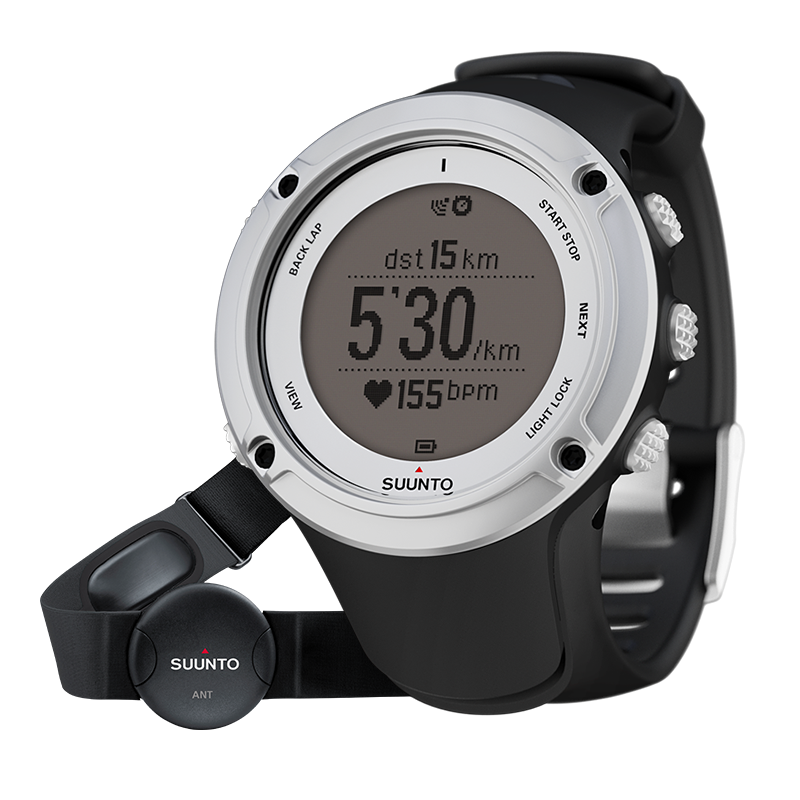 BACK LAP
START STOP
dst 15 km
5'30 /km
NEXT
155 bpm
VIEW
LIGHT LOCK
SUUNTO
SUUNTO
ANT